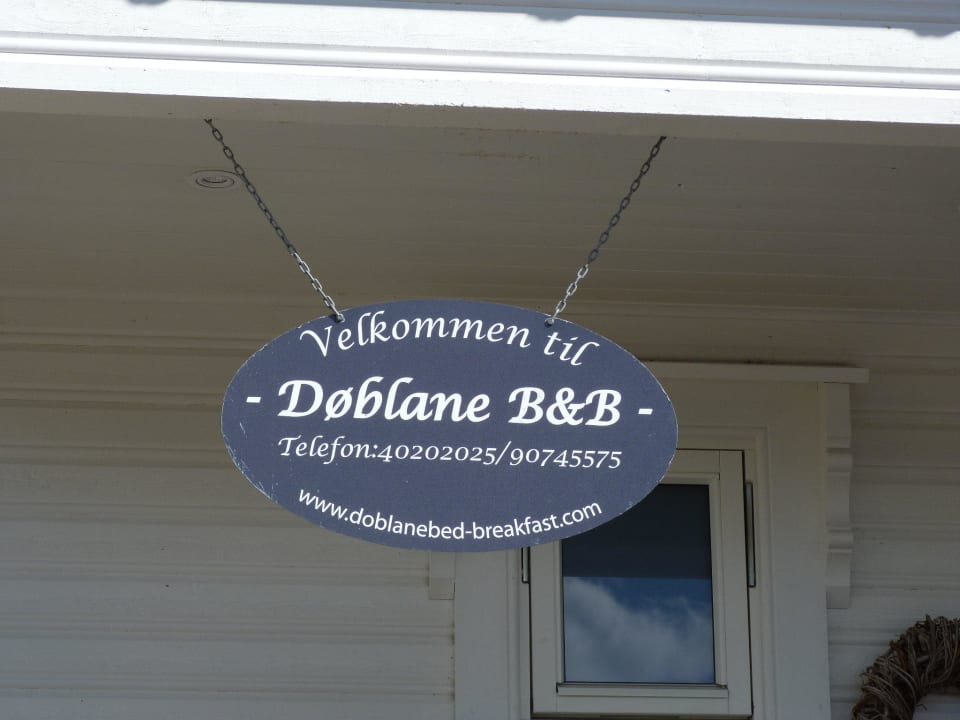 Velkommen til
- Døblane B&B -
Telefon:40202025/90745575
www.doblanebed-breakfast.com